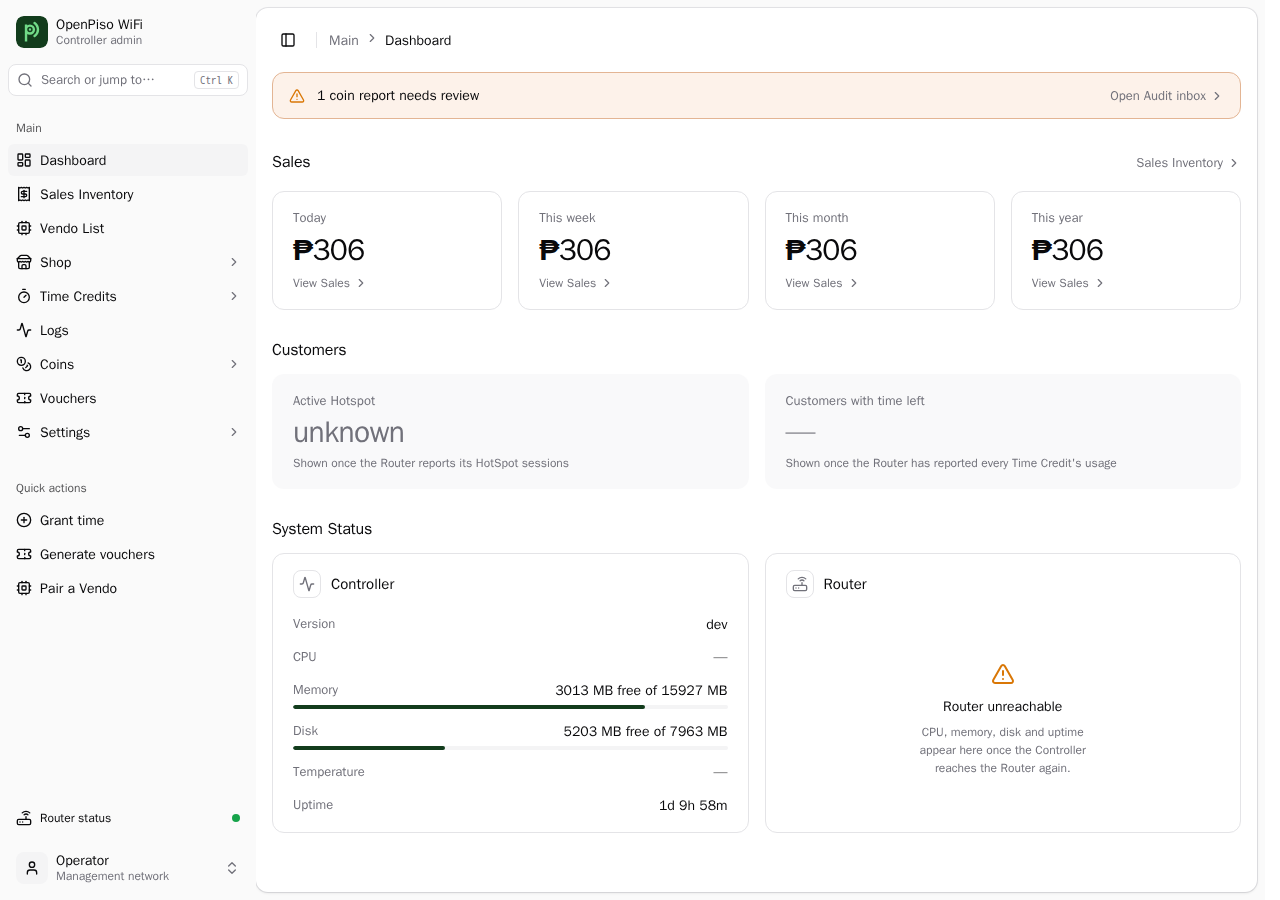 OpenPiso WiFi
Controller admin
Search or jump to…
Ctrl K
Main
Dashboard
Sales Inventory
Vendo List
Shop
Time Credits
Logs
Coins
Vouchers
Settings
Quick actions
Grant time
Generate vouchers
Pair a Vendo
Router status
Operator
Management network
Main
Dashboard
1 coin report needs review
Open Audit inbox
Sales
Sales Inventory
Today
₱306
View Sales
This week
₱306
View Sales
This month
₱306
View Sales
This year
₱306
View Sales
Customers
Active Hotspot
unknown
Shown once the Router reports its HotSpot sessions
Customers with time left
—
Shown once the Router has reported every Time Credit's usage
System Status
Controller
Version dev
CPU —
Memory 3013 MB free of 15927 MB
Disk 5203 MB free of 7963 MB
Temperature —
Uptime 1d 9h 58m
Router
Router unreachable
CPU, memory, disk and uptime
appear here once the Controller
reaches the Router again.